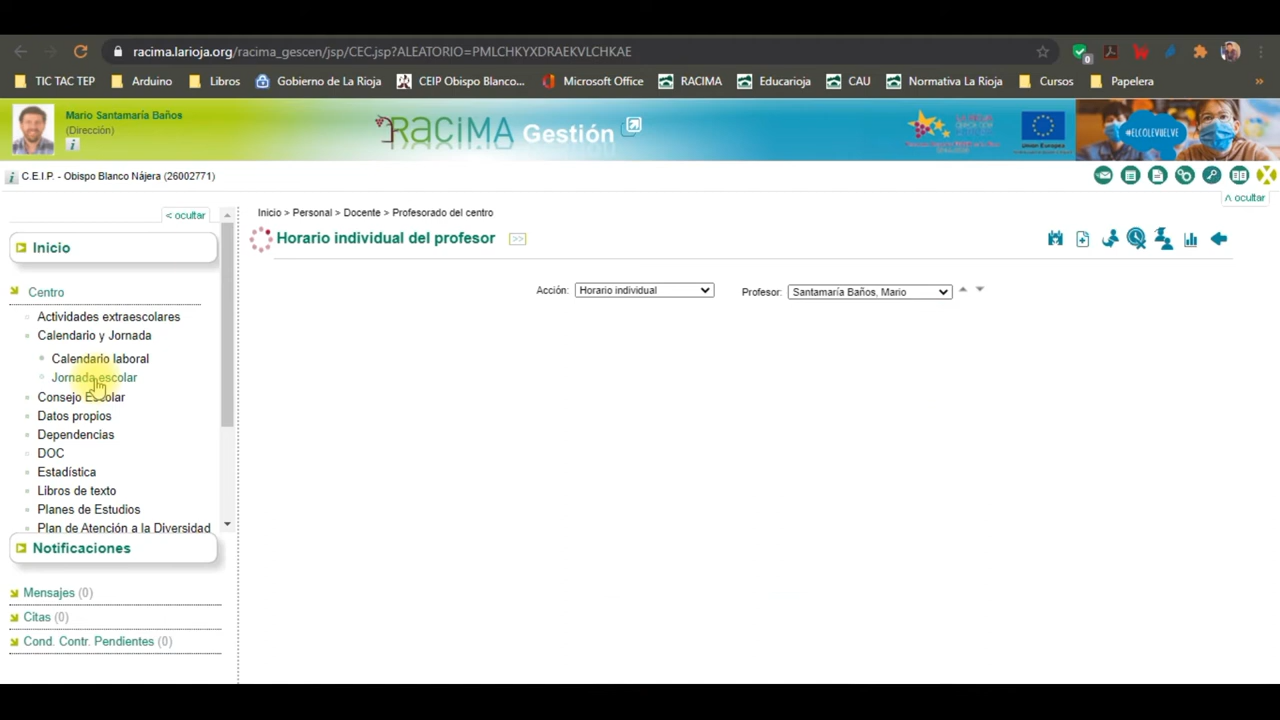 racima.larioja.org/racima_gescen/jsp/CEC.jsp?ALEATORIO=PMLCHKYXDRAEKVLCHKAE
0
TIC TAC TEP Arduino Libros Gobierno de La Rioja CEIP Obispo Blanco... Microsoft Office RACIMA Educarioja CAU Normativa La Rioja Cursos Papelera »
Mario Santamaría Baños
(Dirección)
RACIMA Gestión
Unión Europea
#ELCOLEVUELVE
C.E.I.P. - Obispo Blanco Nájera (26002771)
< ocultar
Λ ocultar
Inicio
Centro
Actividades extraescolares
Calendario y Jornada
Calendario laboral
Jornada escolar
Consejo Escolar
Datos propios
Dependencias
DOC
Estadística
Libros de texto
Planes de Estudios
Plan de Atención a la Diversidad
Notificaciones
Mensajes (0)
Citas (0)
Cond. Contr. Pendientes (0)
Inicio > Personal > Docente > Profesorado del centro
Horario individual del profesor >>
Acción: Horario individual Profesor: Santamaría Baños, Mario